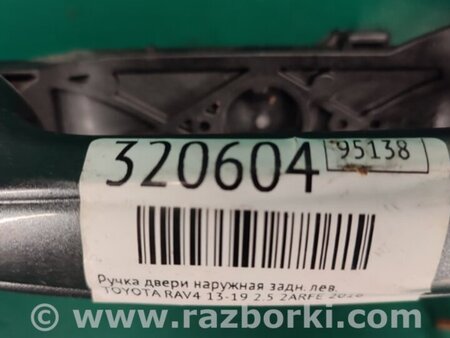 320604
95138
Ручка двери наружная задн. лев.
TOYOTA RAV4 13-19 2.5 2ARFE 2016
www.razborki.com